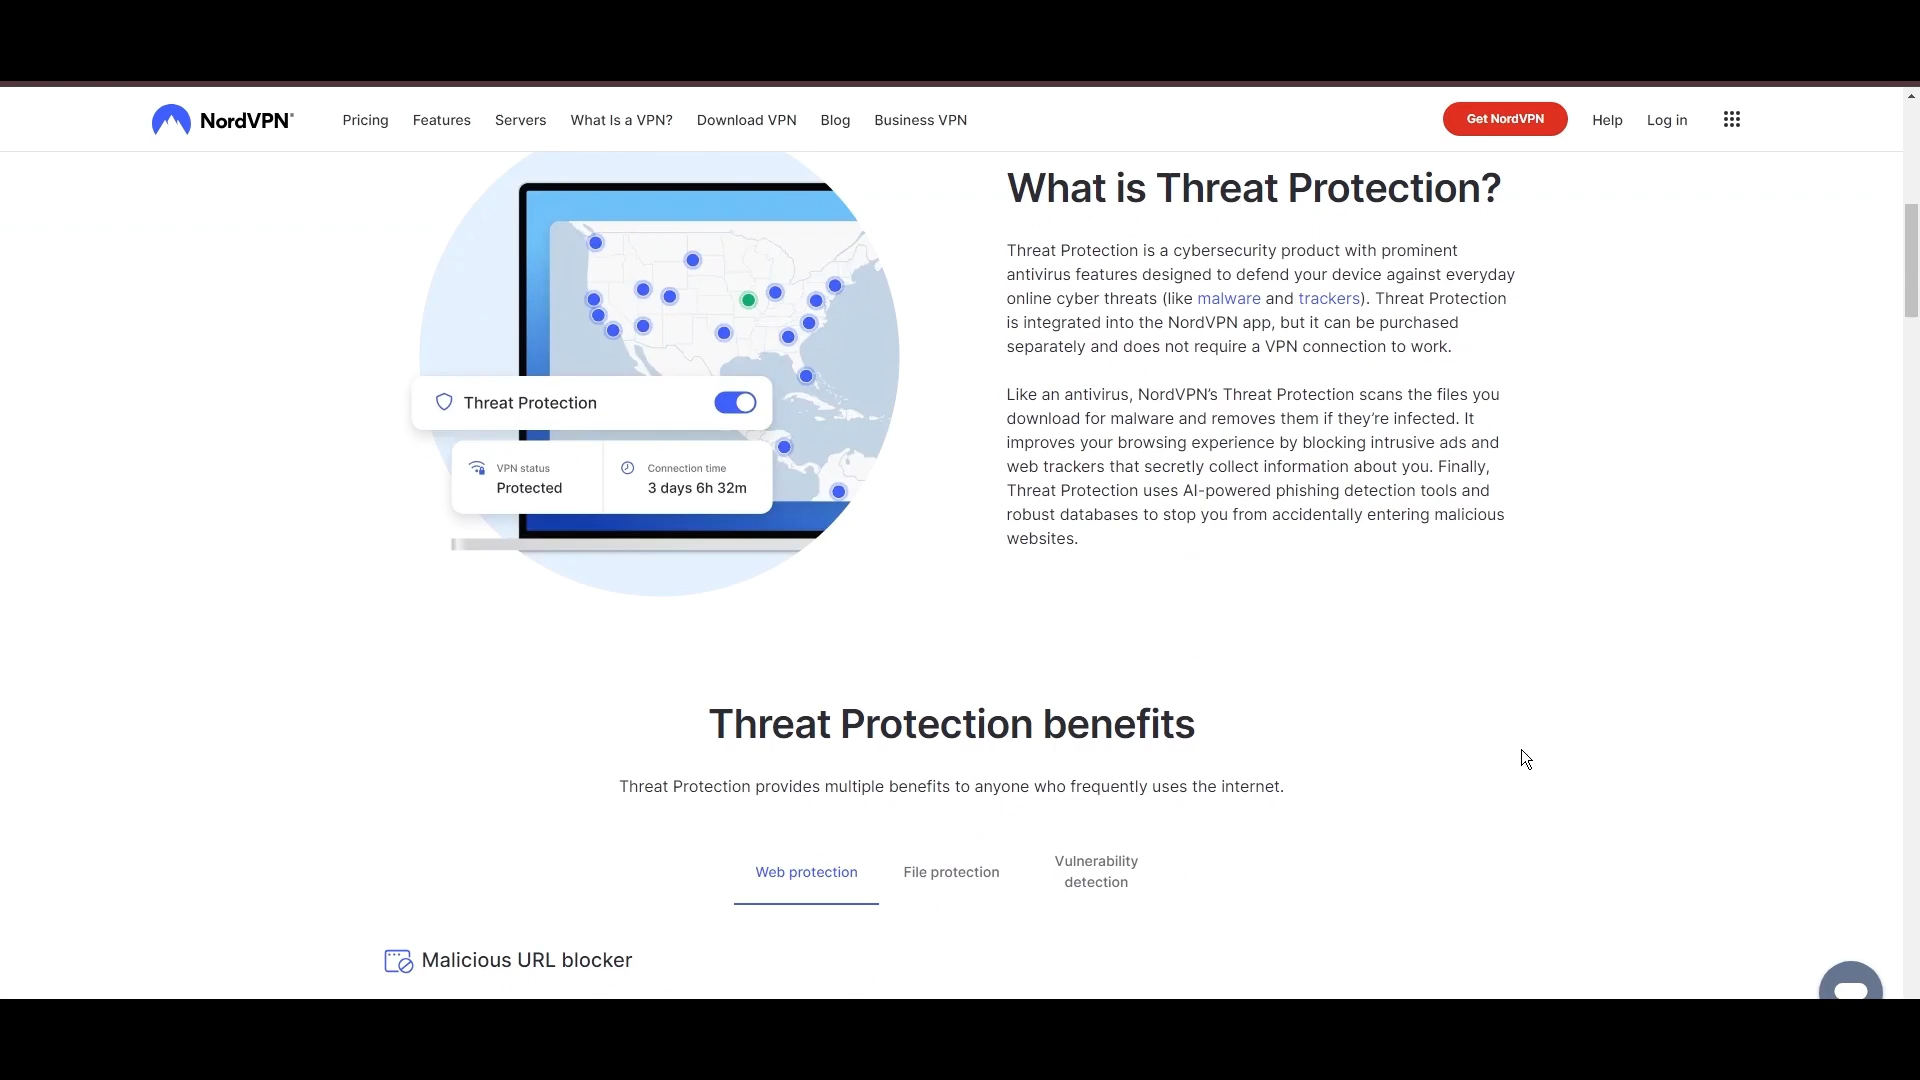 NordVPN®
Pricing
Features
Servers
What Is a VPN?
Download VPN
Blog
Business VPN
Get NordVPN
Help
Log in
Threat Protection
VPN status
Protected
Connection time
3 days 6h 32m
What is Threat Protection?
Threat Protection is a cybersecurity product with prominent
antivirus features designed to defend your device against everyday
online cyber threats (like malware and trackers). Threat Protection
is integrated into the NordVPN app, but it can be purchased
separately and does not require a VPN connection to work.
Like an antivirus, NordVPN’s Threat Protection scans the files you
download for malware and removes them if they’re infected. It
improves your browsing experience by blocking intrusive ads and
web trackers that secretly collect information about you. Finally,
Threat Protection uses AI-powered phishing detection tools and
robust databases to stop you from accidentally entering malicious
websites.
Threat Protection benefits
Threat Protection provides multiple benefits to anyone who frequently uses the internet.
Web protection
File protection
Vulnerability
detection
Malicious URL blocker